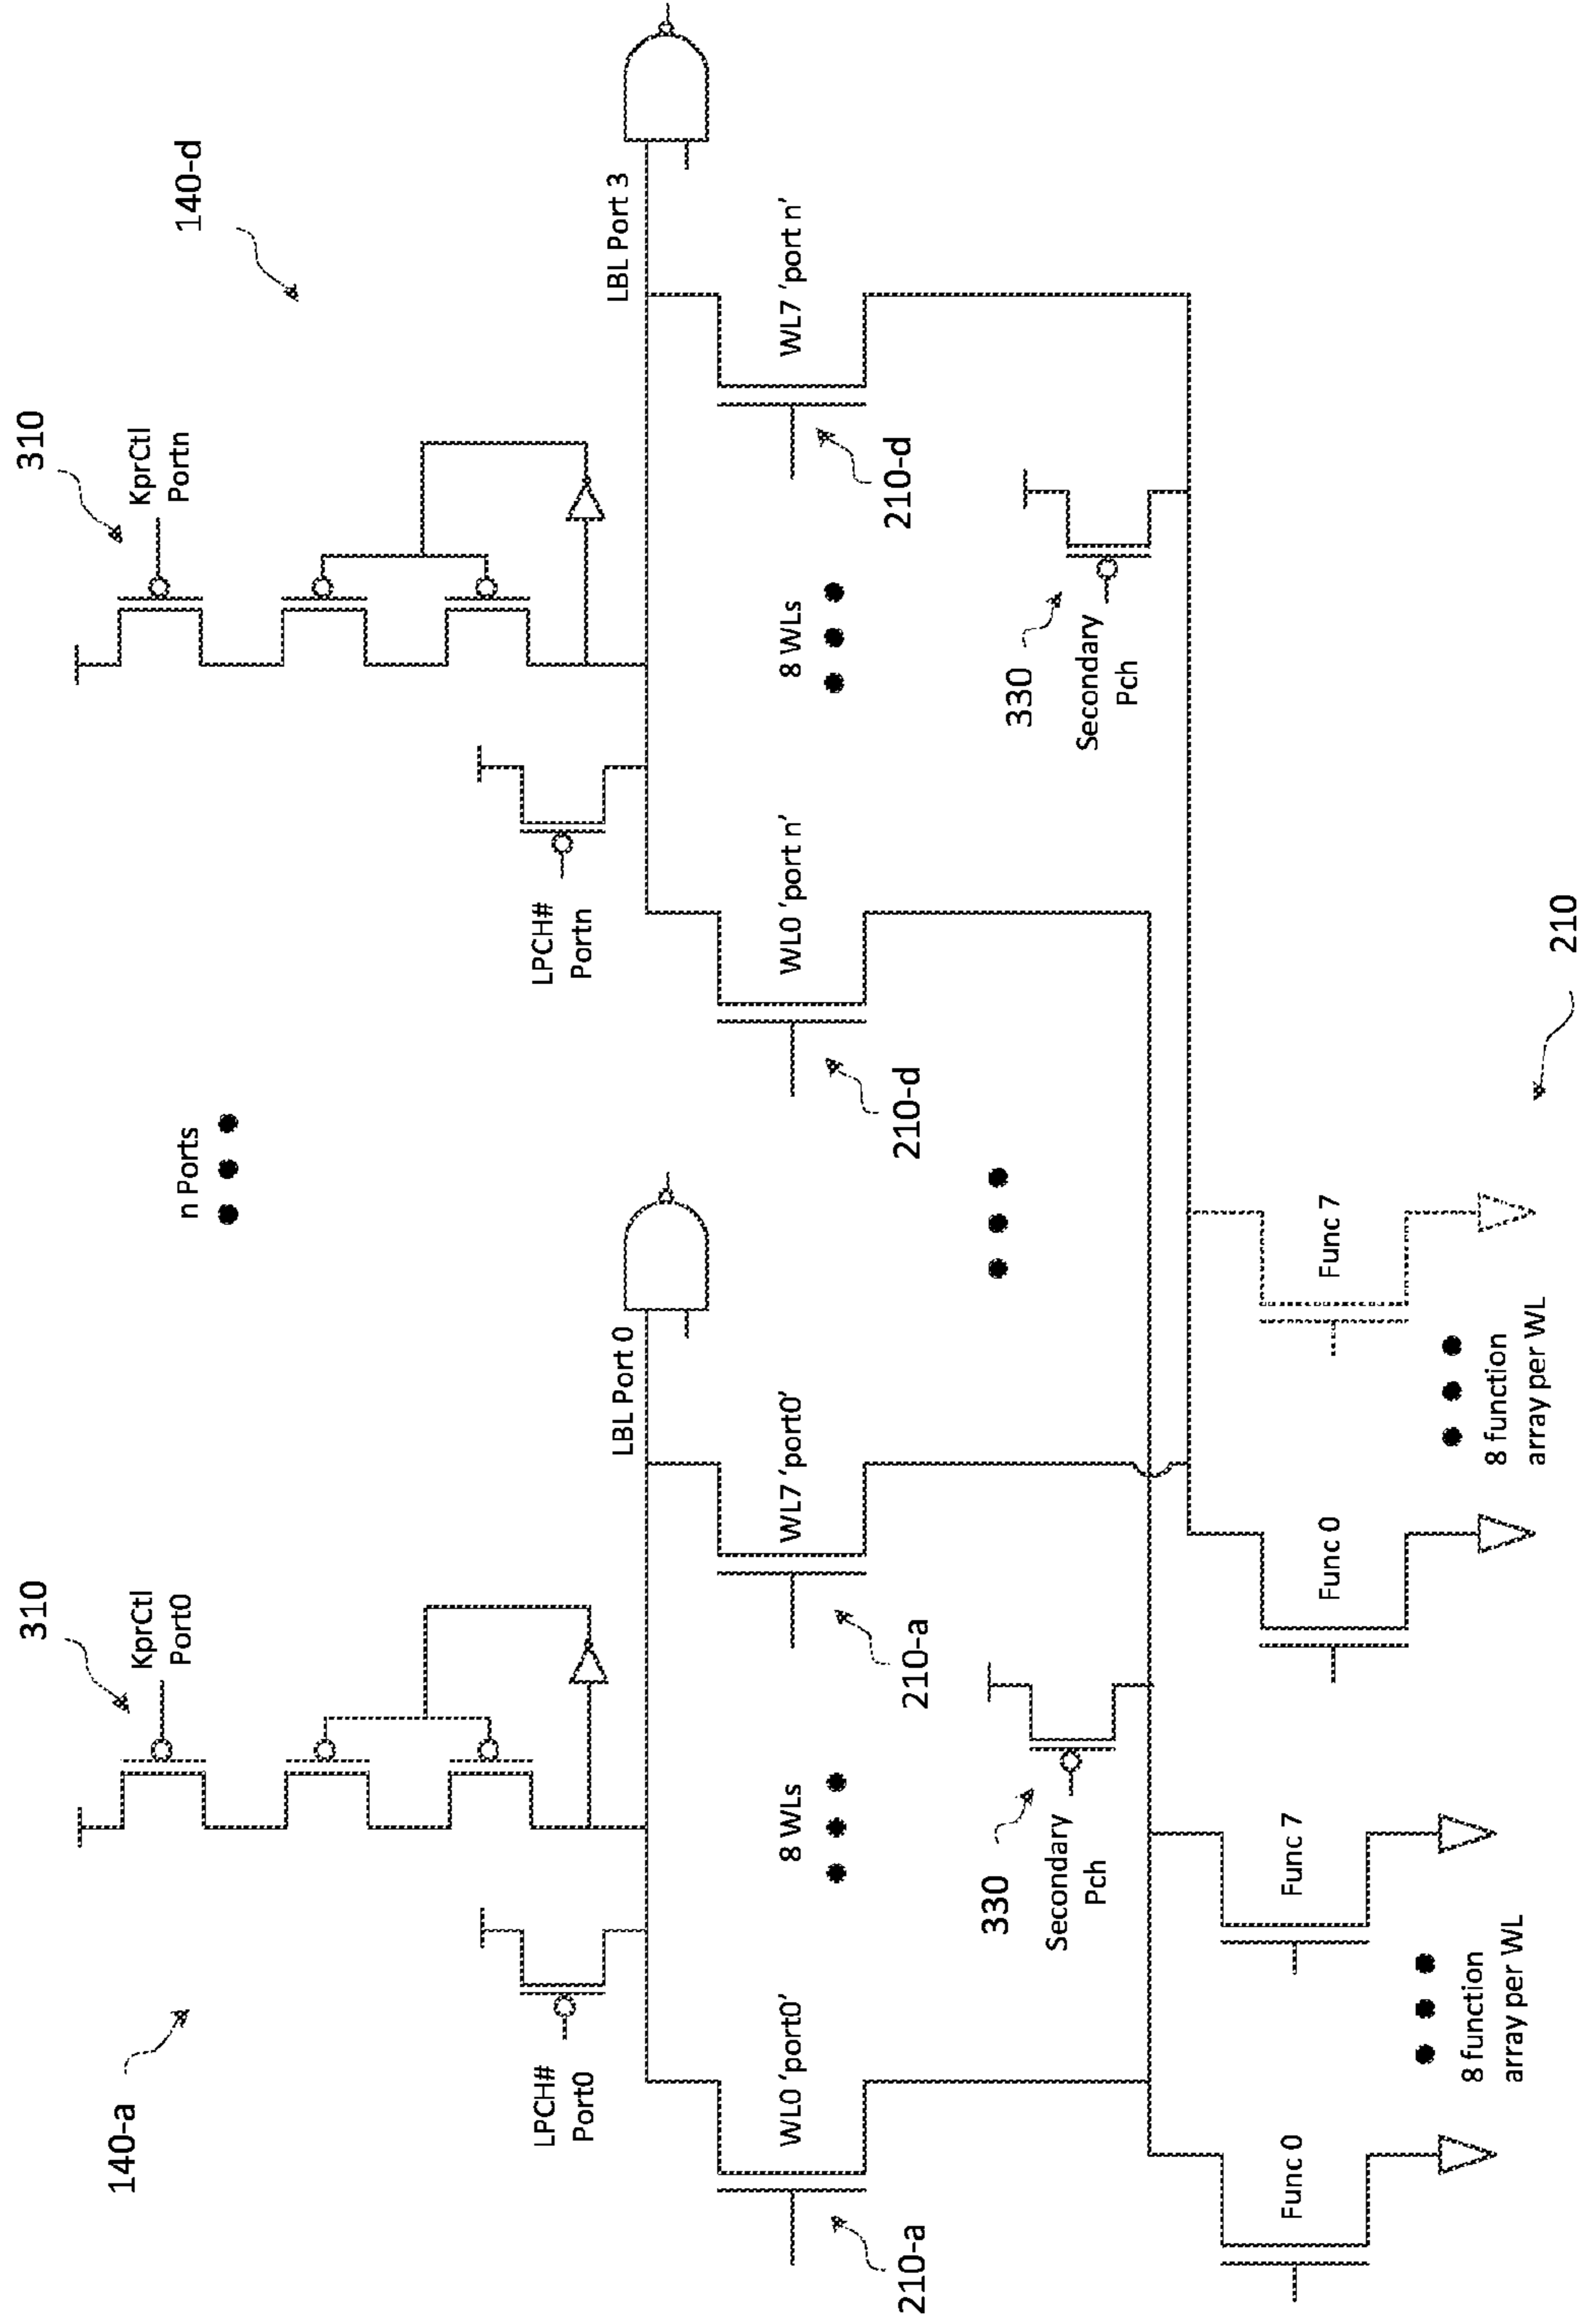 140-a
310
KprCtl
Port0
LPCH#
Port0
LBL Port 0
WL0 ‘port0’
8 WLs
WL7 ‘port0’
210-a
210-a
330
Secondary
Pch
Func 0
Func 7
8 function
array per WL
n Ports
140-d
310
KprCtl
Portn
LPCH#
Portn
LBL Port 3
WL0 ‘port n’
8 WLs
WL7 ‘port n’
210-d
210-d
330
Secondary
Pch
Func 0
Func 7
8 function
array per WL
210